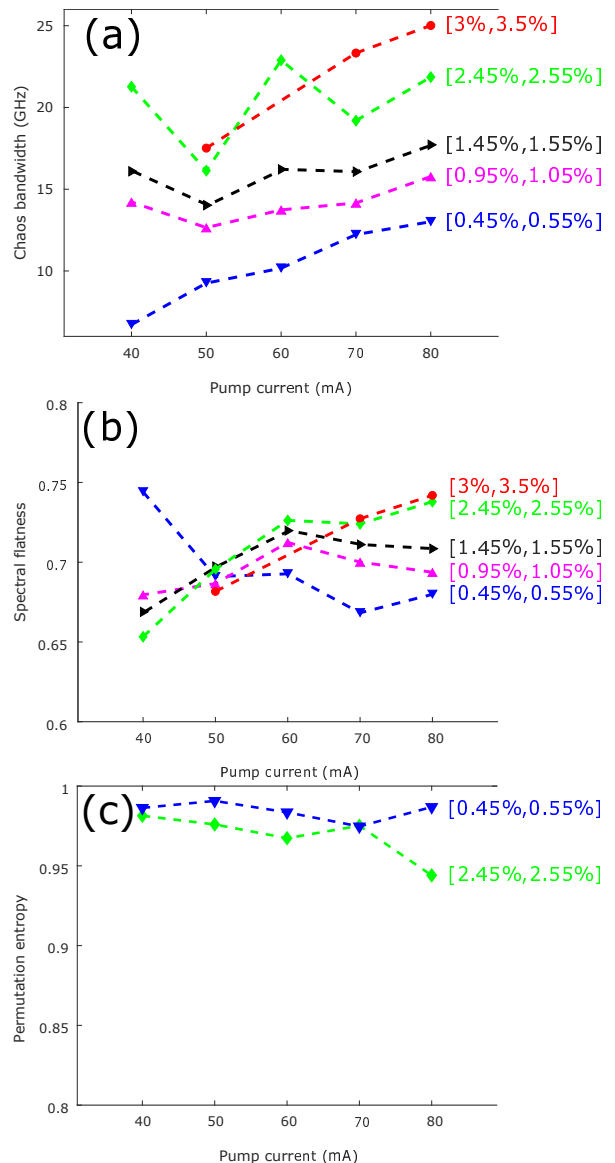 (a)
25
20
15
10
Chaos bandwidth (GHz)
[3%,3.5%]
[2.45%,2.55%]
[1.45%,1.55%]
[0.95%,1.05%]
[0.45%,0.55%]
40 50 60 70 80
Pump current (mA)
(b)
0.8
0.75
0.7
0.65
0.6
Spectral flatness
[3%,3.5%]
[2.45%,2.55%]
[1.45%,1.55%]
[0.95%,1.05%]
[0.45%,0.55%]
40 50 60 70 80
Pump current (mA)
(c)
1
0.95
0.9
0.85
0.8
Permutation entropy
[0.45%,0.55%]
[2.45%,2.55%]
40 50 60 70 80
Pump current (mA)